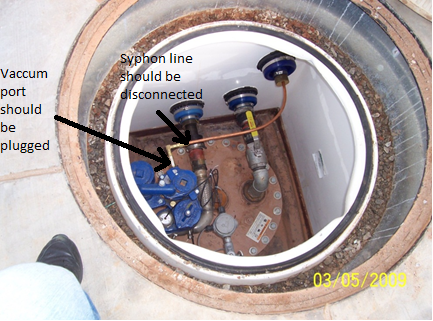 Syphon line
should be
disconnected
Vaccum
port
should
be
plugged
03/05/2009